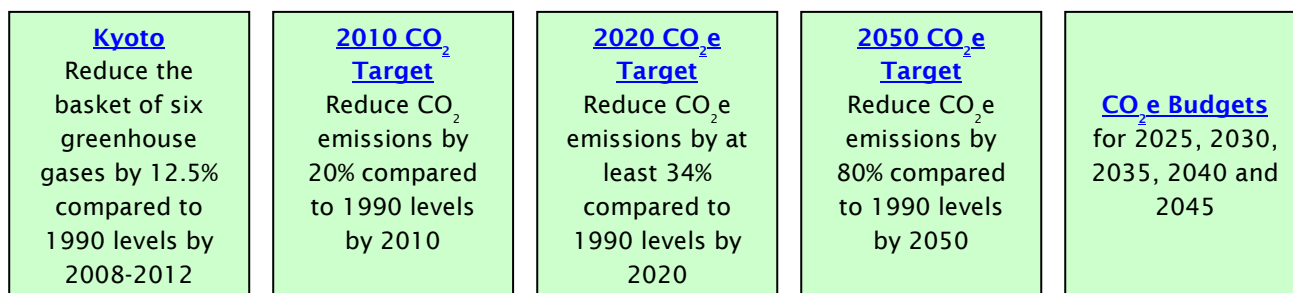 Kyoto
Reduce the
basket of six
greenhouse
gases by 12.5%
compared to
1990 levels by
2008-2012
2010 CO₂
Target
Reduce CO₂
emissions by
20% compared
to 1990 levels
by 2010
2020 CO₂e
Target
Reduce CO₂e
emissions by at
least 34%
compared to
1990 levels by
2020
2050 CO₂e
Target
Reduce CO₂e
emissions by
80% compared
to 1990 levels
by 2050
CO₂e Budgets
for 2025, 2030,
2035, 2040 and
2045